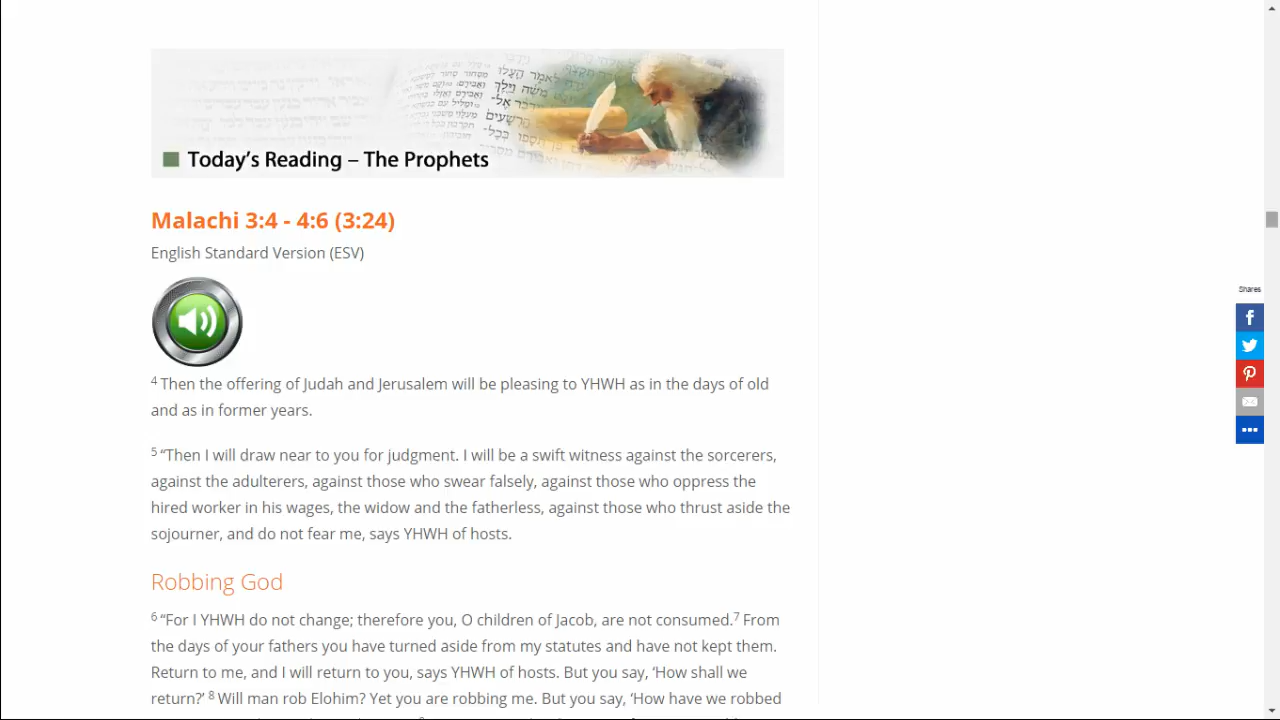 Today's Reading – The Prophets
Malachi 3:4 - 4:6 (3:24)
English Standard Version (ESV)
Shares
4 Then the offering of Judah and Jerusalem will be pleasing to YHWH as in the days of old
and as in former years.
5 “Then I will draw near to you for judgment. I will be a swift witness against the sorcerers,
against the adulterers, against those who swear falsely, against those who oppress the
hired worker in his wages, the widow and the fatherless, against those who thrust aside the
sojourner, and do not fear me, says YHWH of hosts.
Robbing God
6 “For I YHWH do not change; therefore you, O children of Jacob, are not consumed.7 From
the days of your fathers you have turned aside from my statutes and have not kept them.
Return to me, and I will return to you, says YHWH of hosts. But you say, ‘How shall we
return?’ 8 Will man rob Elohim? Yet you are robbing me. But you say, ‘How have we robbed